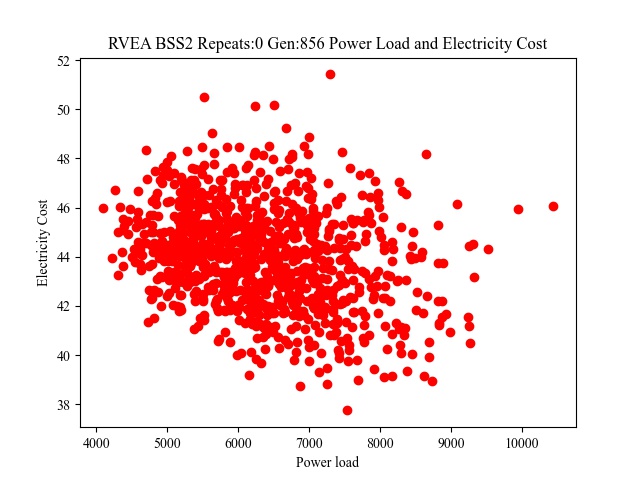 RVEA BSS2 Repeats:0 Gen:856 Power Load and Electricity Cost
52
50
48
46
44
42
40
38
Electricity Cost
4000 5000 6000 7000 8000 9000 10000
Power load